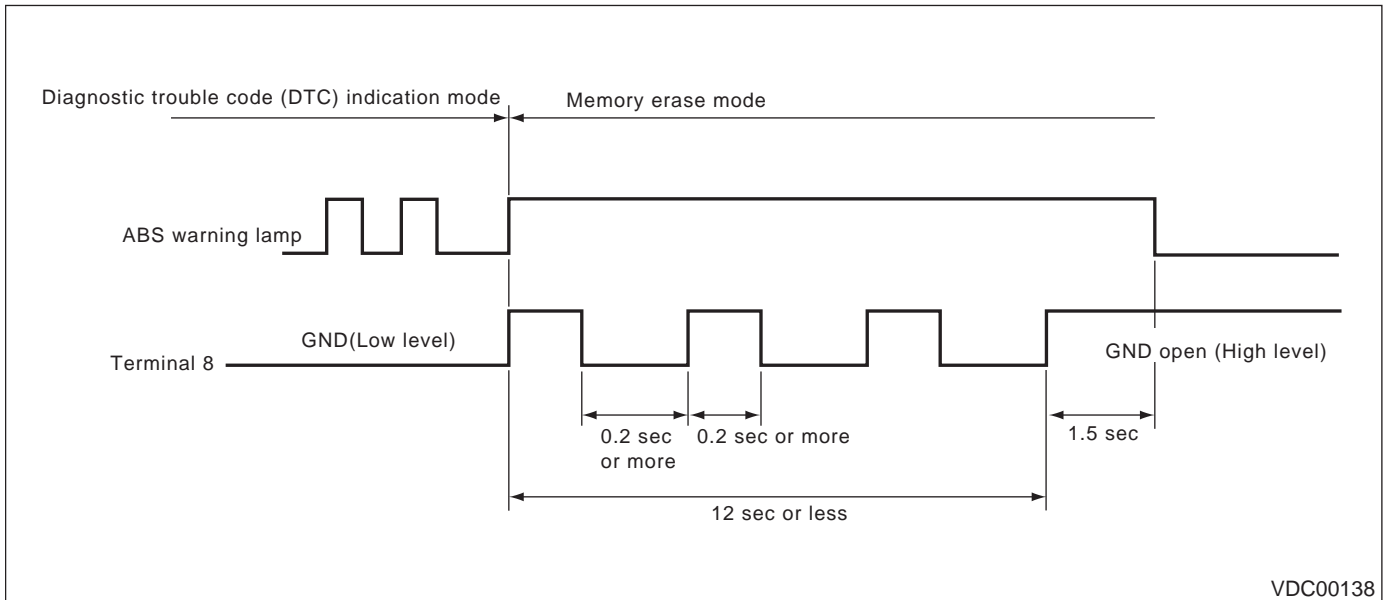 Diagnostic trouble code (DTC) indication mode
Memory erase mode
ABS warning lamp
GND(Low level)
Terminal 8
GND open (High level)
0.2 sec
or more
0.2 sec or more
1.5 sec
12 sec or less
VDC00138